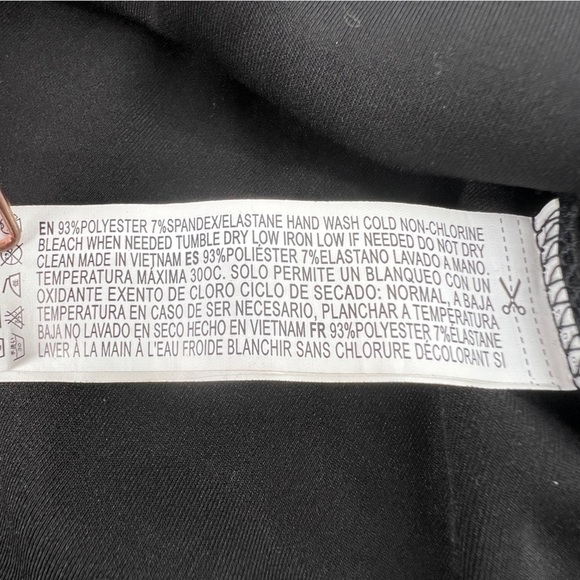 EN 93%POLYESTER 7%SPANDEX/ELASTANE HAND WASH COLD NON-CHLORINE
BLEACH WHEN NEEDED TUMBLE DRY LOW IRON LOW IF NEEDED DO NOT DRY
CLEAN MADE IN VIETNAM ES 93%POLIÉSTER 7%ELASTANO LAVADO A MANO.
TEMPERATURA MÁXIMA 30OC. SOLO PERMITE UN BLANQUEO CON UN
OXIDANTE EXENTO DE CLORO CICLO DE SECADO: NORMAL, A BAJA
TEMPERATURA EN CASO DE SER NECESARIO, PLANCHAR A TEMPERATURA
BAJA NO LAVADO EN SECO HECHO EN VIETNAM FR 93%POLYESTER 7%ÉLASTANE
LAVER À LA MAIN À L'EAU FROIDE BLANCHIR SANS CHLORURE DÉCOLORANT SI